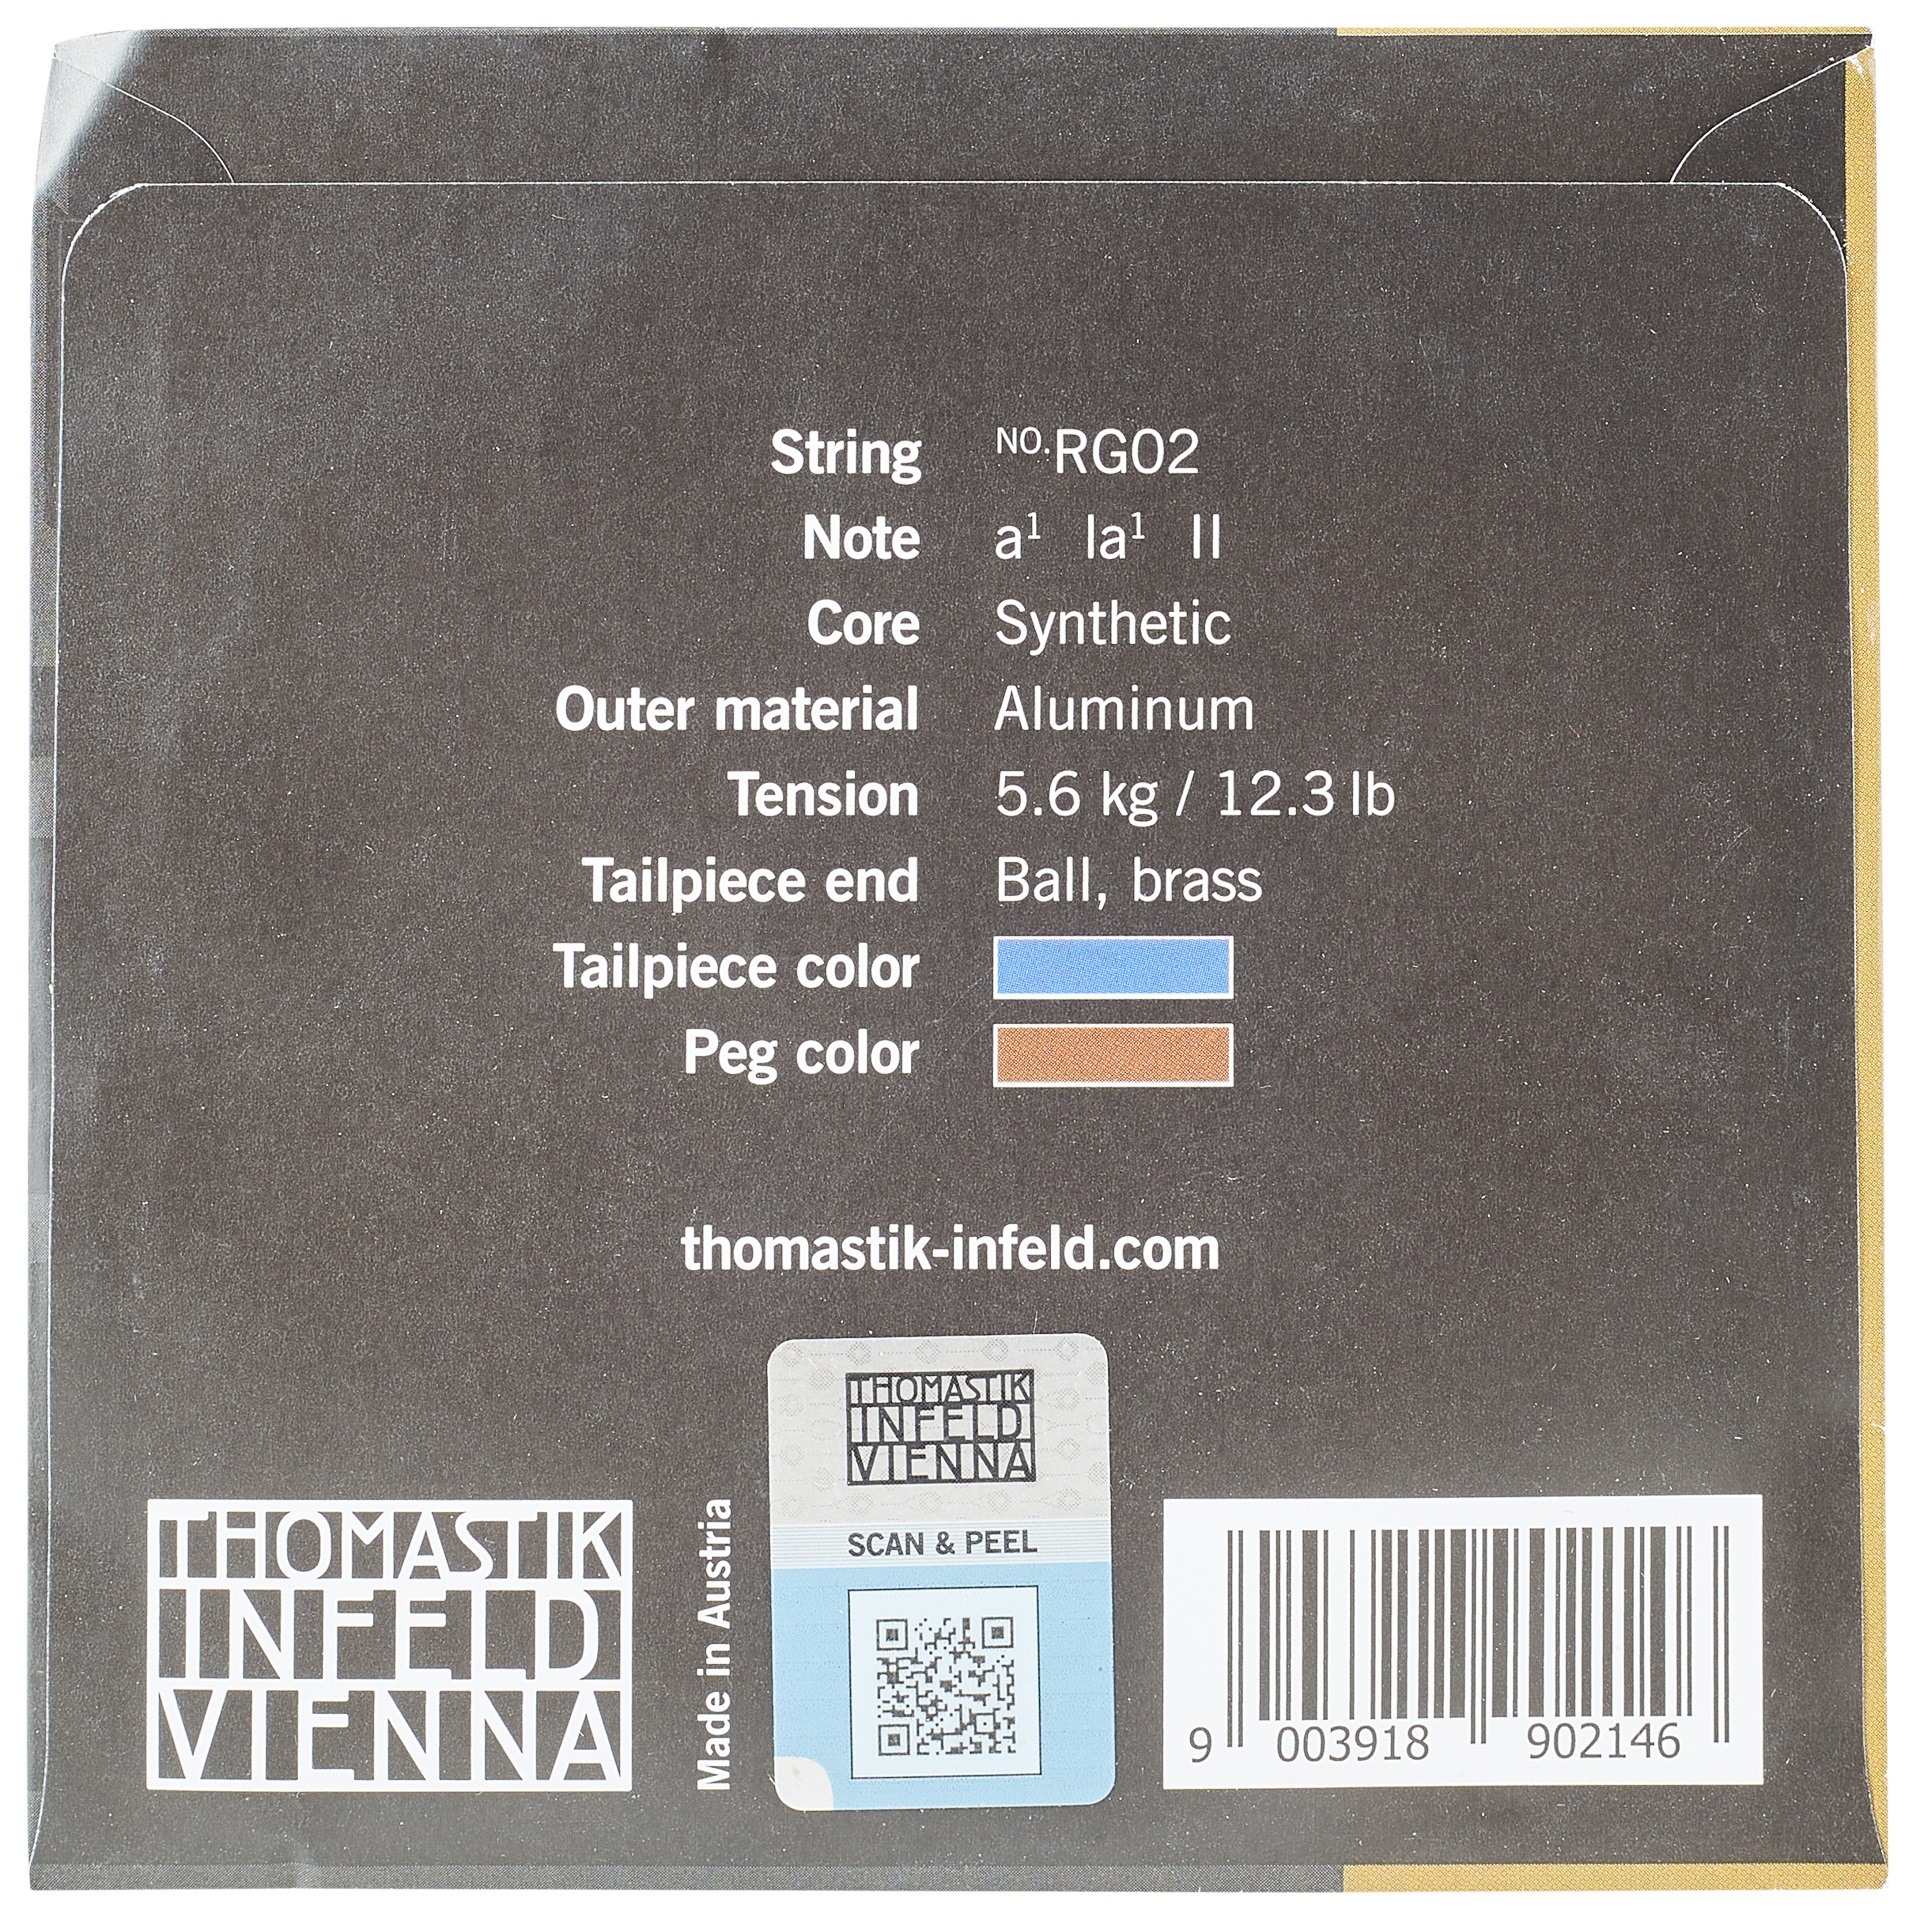 String NO.RG02
Note a¹ la¹ II
Core Synthetic
Outer material Aluminum
Tension 5.6 kg / 12.3 lb
Tailpiece end Ball, brass
Tailpiece color
Peg color
thomastik-infeld.com
THOMASTIK
INFELD
VIENNA
Made in Austria
THOMASTIK
INFELD
VIENNA
SCAN & PEEL
9 003918 902146